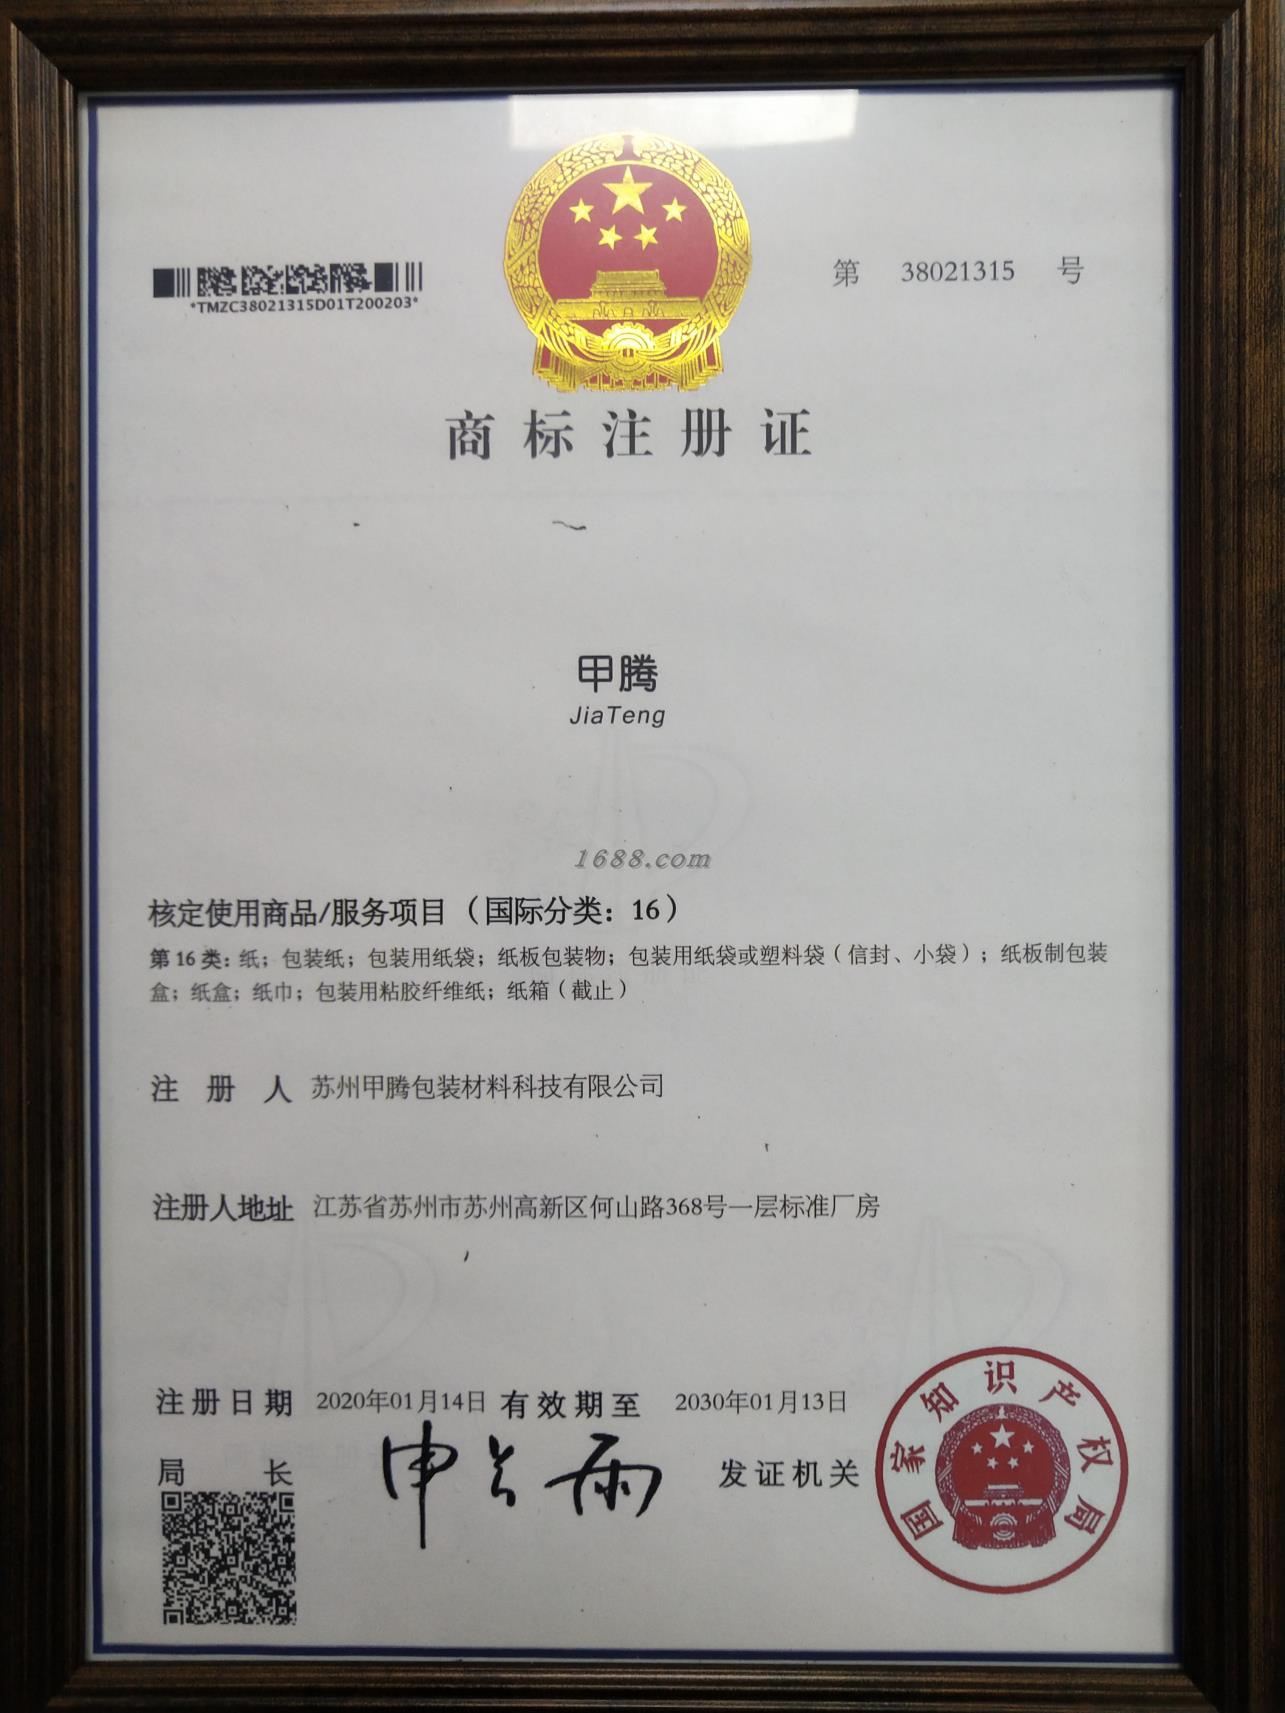 第 38021315 号
*TMZC38021315D01T200203*
商标注册证
甲腾
JiaTeng
1688.com
核定使用商品/服务项目（国际分类：16）
第16类：纸；包装纸；包装用纸袋；纸板包装物；包装用纸袋或塑料袋（信封、小袋）；纸板制包装
盒；纸盒；纸巾；包装用粘胶纤维纸；纸箱（截止）
注册人 苏州甲腾包装材料科技有限公司
注册人地址 江苏省苏州市苏州高新区何山路368号一层标准厂房
注册日期 2020年01月14日 有效期至 2030年01月13日
局长 申长雨 发证机关
国家知识产权局